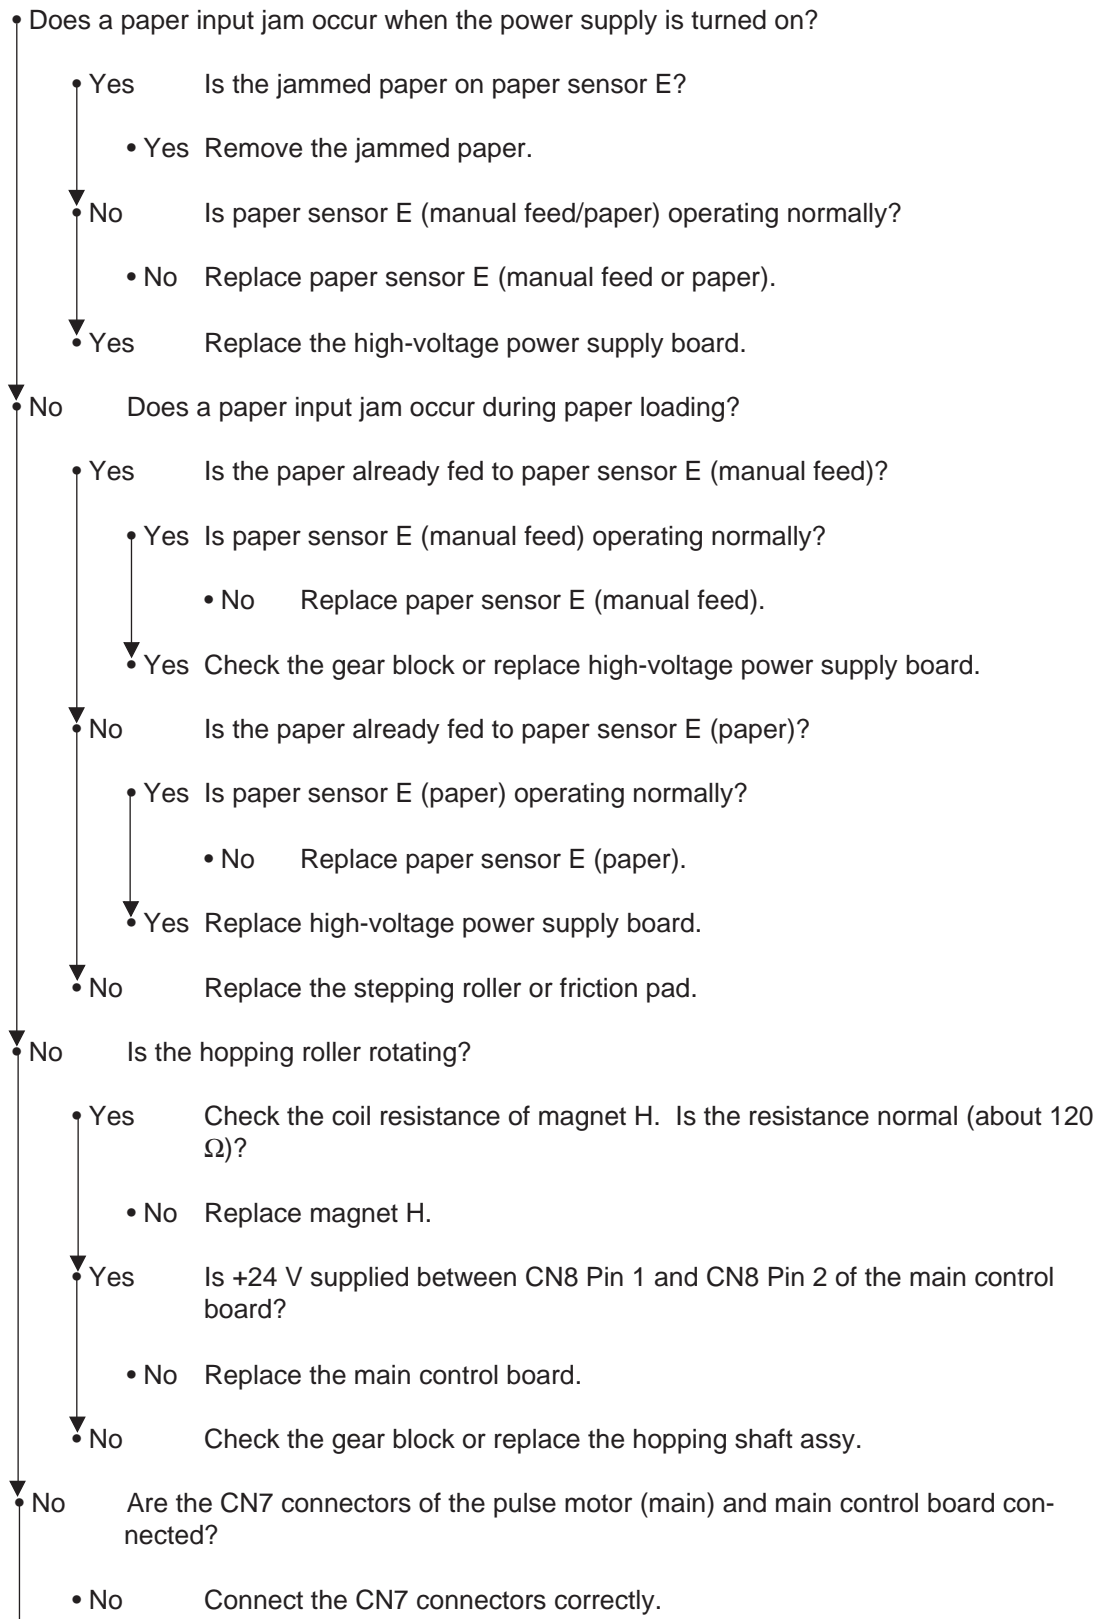 • Does a paper input jam occur when the power supply is turned on?
• Yes Is the jammed paper on paper sensor E?
• Yes Remove the jammed paper.
• No Is paper sensor E (manual feed/paper) operating normally?
• No Replace paper sensor E (manual feed or paper).
• Yes Replace the high-voltage power supply board.
• No Does a paper input jam occur during paper loading?
• Yes Is the paper already fed to paper sensor E (manual feed)?
• Yes Is paper sensor E (manual feed) operating normally?
• No Replace paper sensor E (manual feed).
• Yes Check the gear block or replace high-voltage power supply board.
• No Is the paper already fed to paper sensor E (paper)?
• Yes Is paper sensor E (paper) operating normally?
• No Replace paper sensor E (paper).
• Yes Replace high-voltage power supply board.
• No Replace the stepping roller or friction pad.
• No Is the hopping roller rotating?
• Yes Check the coil resistance of magnet H. Is the resistance normal (about 120
Ω)?
• No Replace magnet H.
• Yes Is +24 V supplied between CN8 Pin 1 and CN8 Pin 2 of the main control
board?
• No Replace the main control board.
• No Check the gear block or replace the hopping shaft assy.
• No Are the CN7 connectors of the pulse motor (main) and main control board con-
nected?
• No Connect the CN7 connectors correctly.